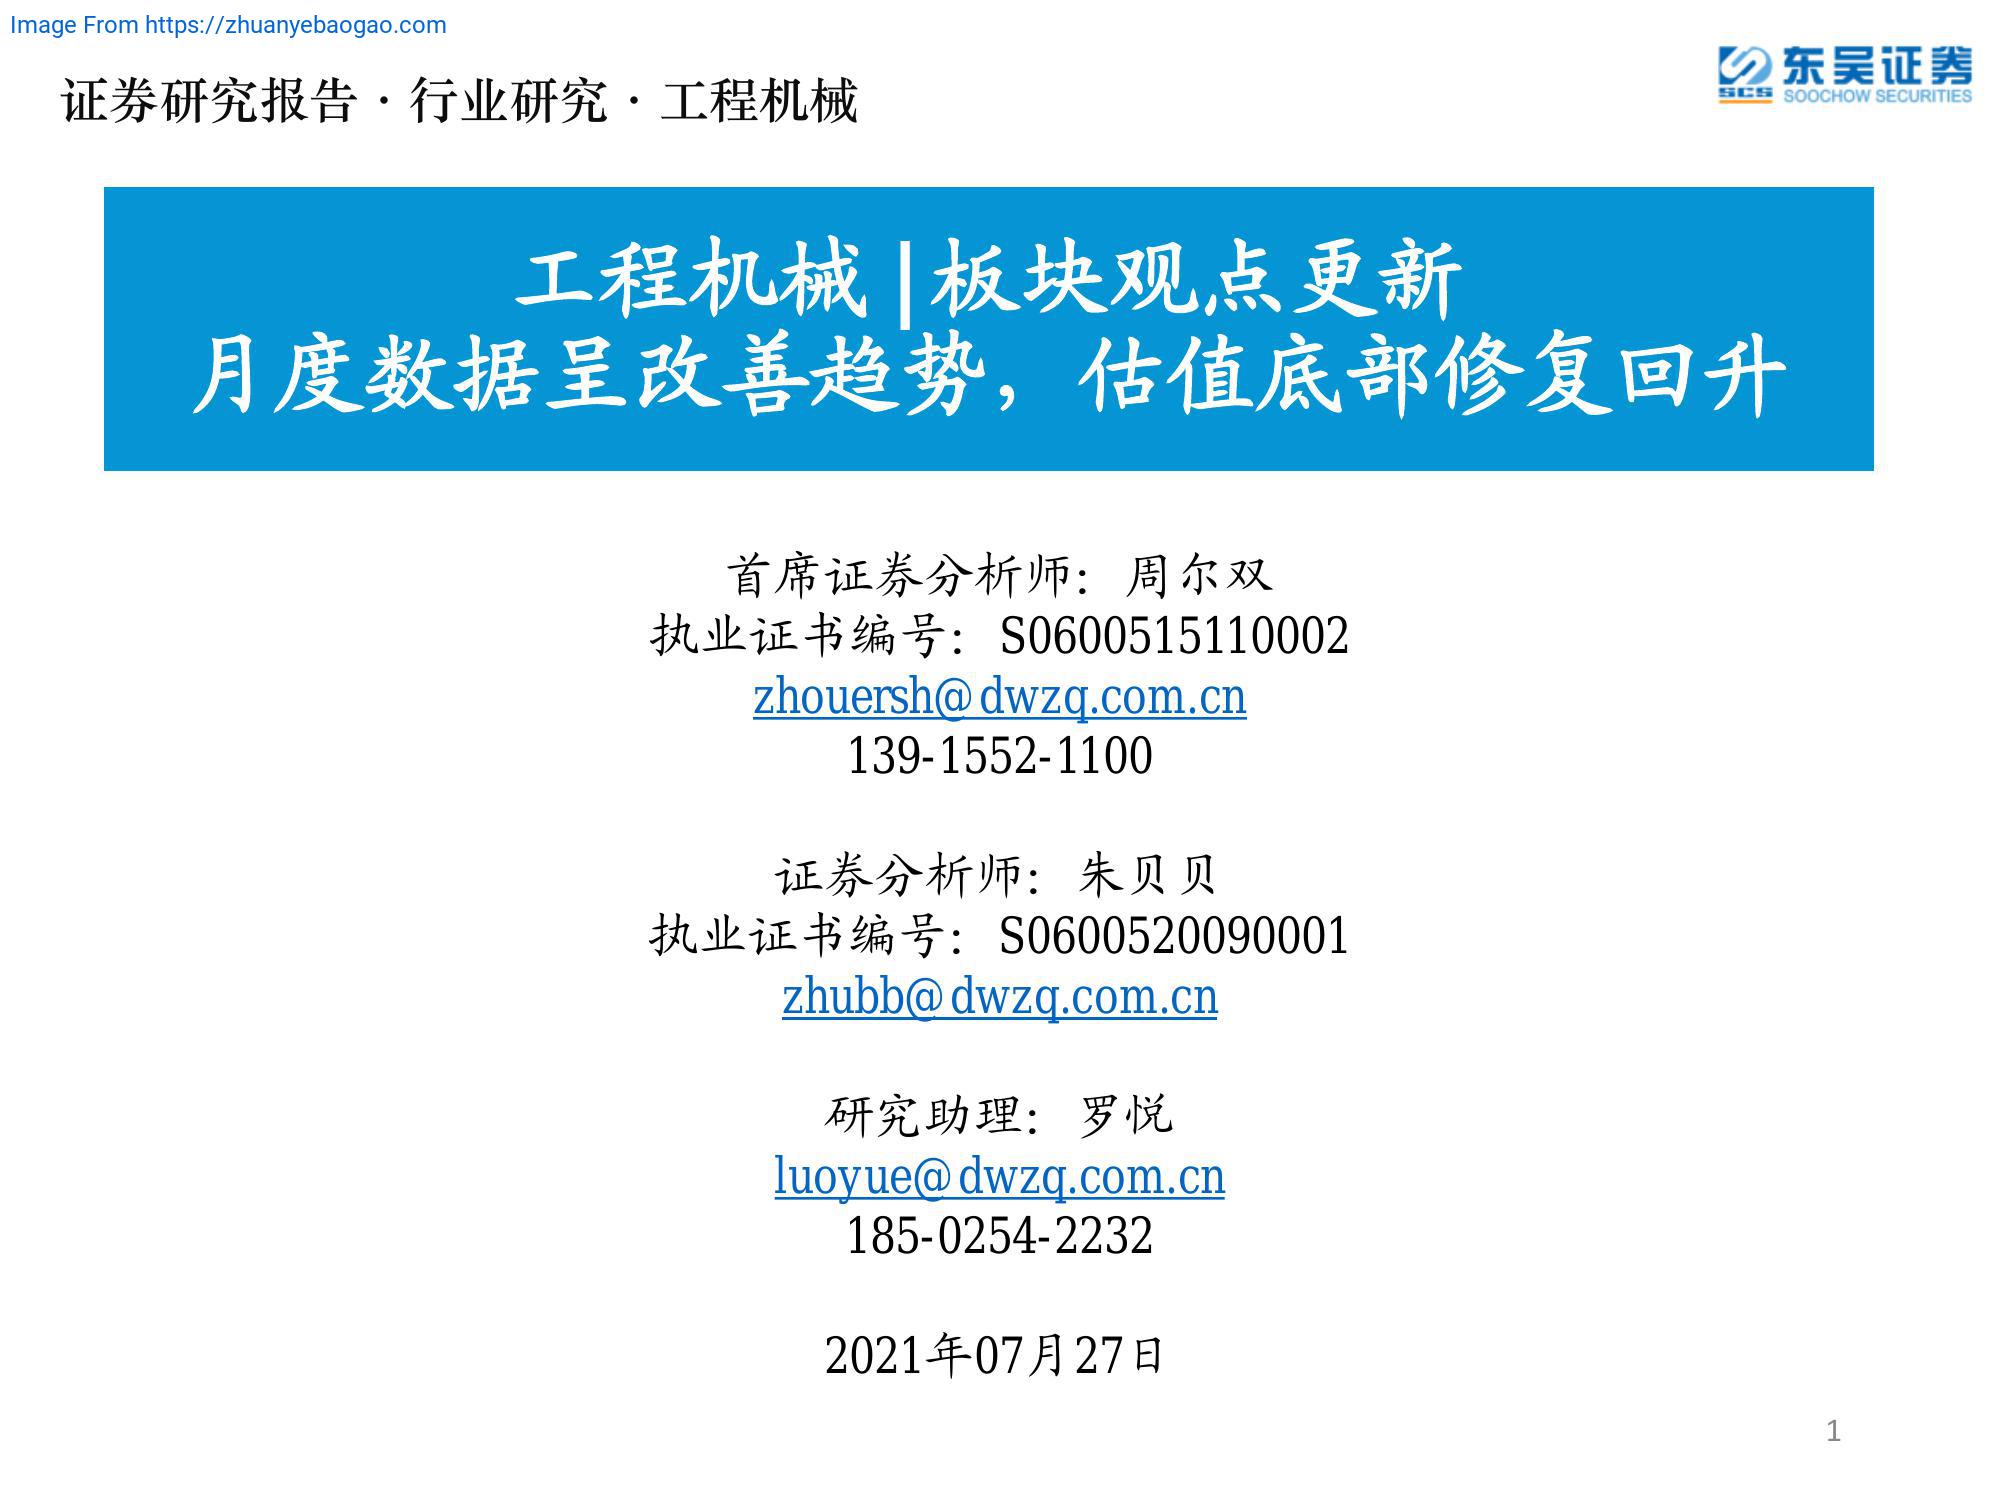 Image From https://zhuanyebaogao.com
东吴证券
SCS
SOOCHOW SECURITIES
证券研究报告 · 行业研究 · 工程机械
工程机械|板块观点更新
月度数据呈改善趋势，估值底部修复回升
首席证券分析师：周尔双
执业证书编号：S0600515110002
zhouersh@dwzq.com.cn
139-1552-1100
证券分析师：朱贝贝
执业证书编号：S0600520090001
zhubb@dwzq.com.cn
研究助理：罗悦
luoyue@dwzq.com.cn
185-0254-2232
2021年07月27日
1